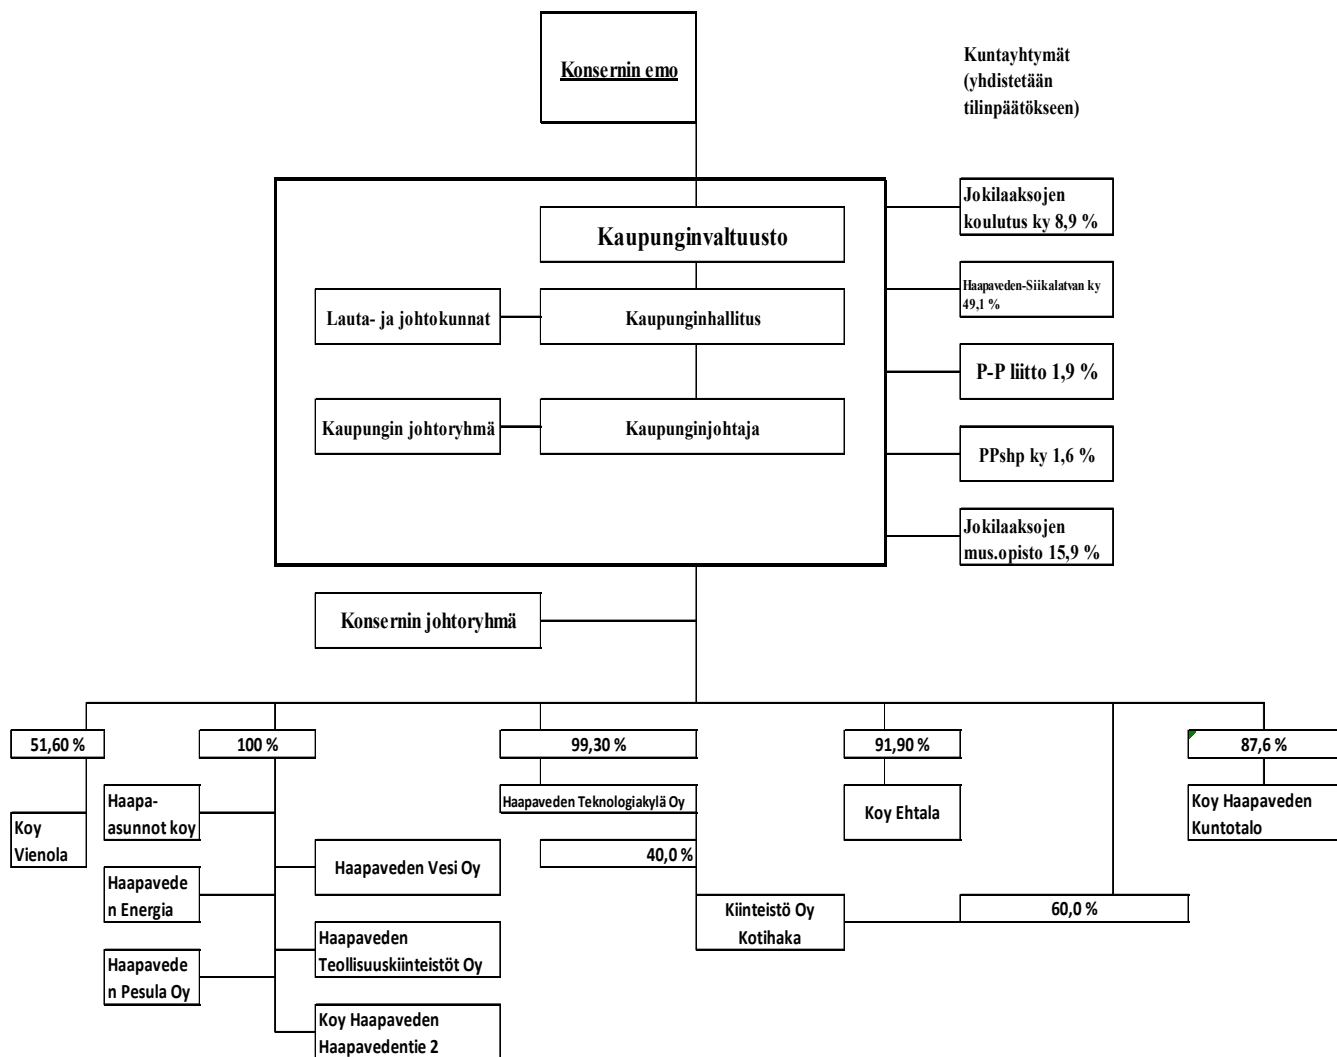 Konsernin emo
Kuntayhtymät
(yhdistetään
tilinpäätökseen)
Jokilaaksojen
koulutus ky 8,9 %
Kaupunginvaltuusto
Haapaveden-Siikalatvan ky
49,1 %
Lauta- ja johtokunnat
Kaupunginhallitus
P-P liitto 1,9 %
Kaupungin johtoryhmä
Kaupunginjohtaja
PPshp ky 1,6 %
Jokilaaksojen
mus.opisto 15,9 %
Konsernin johtoryhmä
51,60 %
100 %
99,30 %
91,90 %
87,6 %
Koy
Vienola
Haapa-
asunnot koy
Haapaveden Teknologiakylä Oy
Koy Ehtala
Koy Haapaveden
Kuntotalo
Haapaveden Vesi Oy
40,0 %
Haapavede
n Energia
Kiinteistö Oy
Kotihaka
60,0 %
Haapaveden
Teollisuuskiinteistöt Oy
Haapavede
n Pesula Oy
Koy Haapaveden
Haapavedentie 2